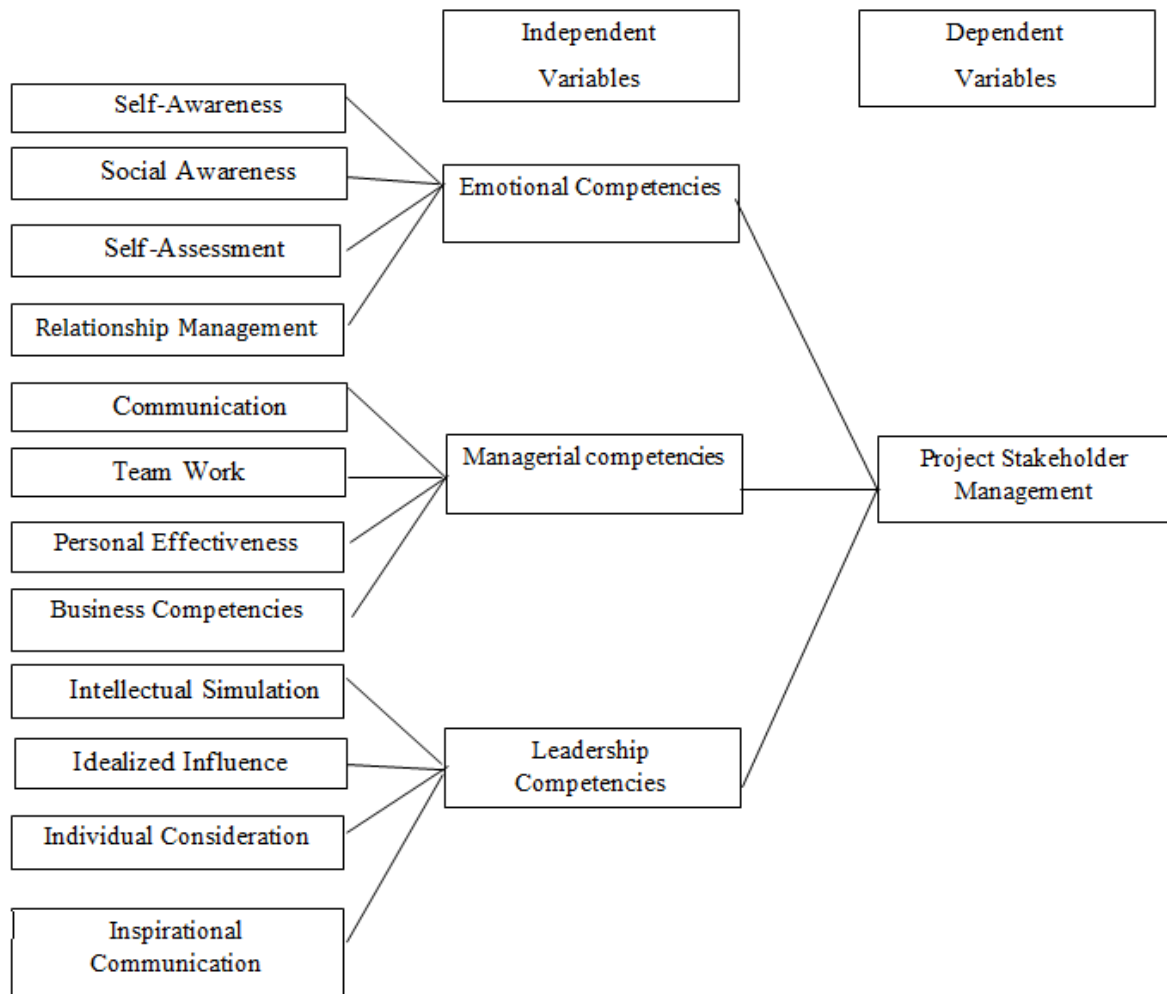 Independent
Variables
Dependent
Variables
Self-Awareness
Social Awareness
Self-Assessment
Relationship Management
Emotional Competencies
Communication
Team Work
Personal Effectiveness
Business Competencies
Managerial competencies
Project Stakeholder
Management
Intellectual Simulation
Idealized Influence
Individual Consideration
Inspirational
Communication
Leadership
Competencies